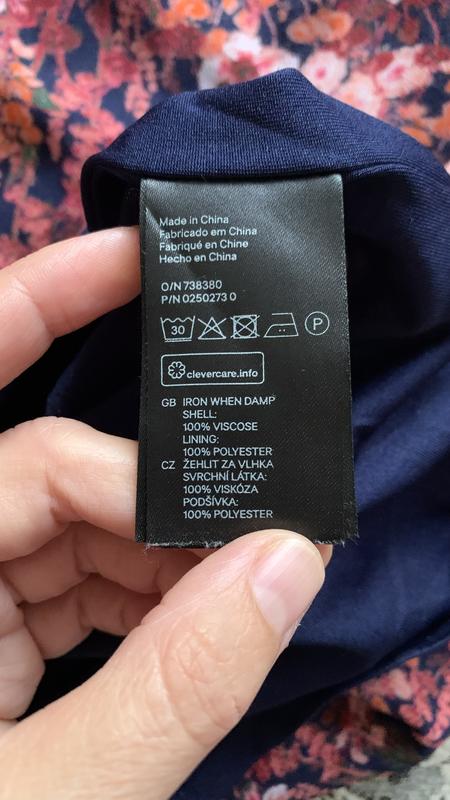 Made in China
Fabricado em China
Fabriqué en Chine
Hecho en China
O/N 738380
P/N 0250273 0
30 P
clevercare.info
GB IRON WHEN DAMP
SHELL:
100% VISCOSE
LINING:
100% POLYESTER
CZ ŽEHLIT ZA VLHKA
SVRCHNÍ LÁTKA:
100% VISKÓZA
PODŠÍVKA:
100% POLYESTER